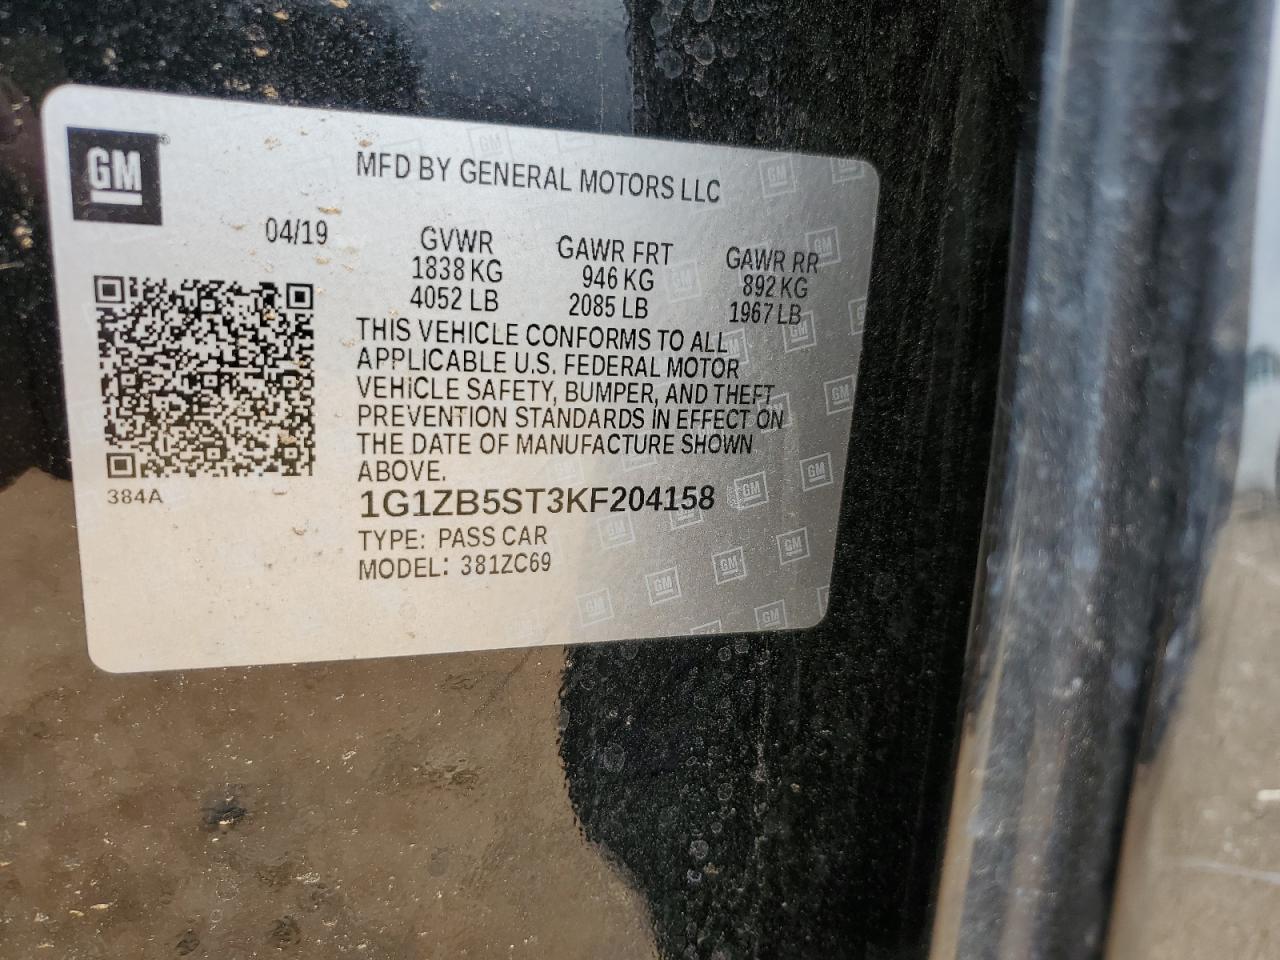 GM
MFD BY GENERAL MOTORS LLC
04/19
GVWR
1838 KG
4052 LB
GAWR FRT
946 KG
2085 LB
GAWR RR
892 KG
1967 LB
THIS VEHICLE CONFORMS TO ALL
APPLICABLE U.S. FEDERAL MOTOR
VEHICLE SAFETY, BUMPER, AND THEFT
PREVENTION STANDARDS IN EFFECT ON
THE DATE OF MANUFACTURE SHOWN
ABOVE.
384A
1G1ZB5ST3KF204158
TYPE: PASS CAR
MODEL: 381ZC69